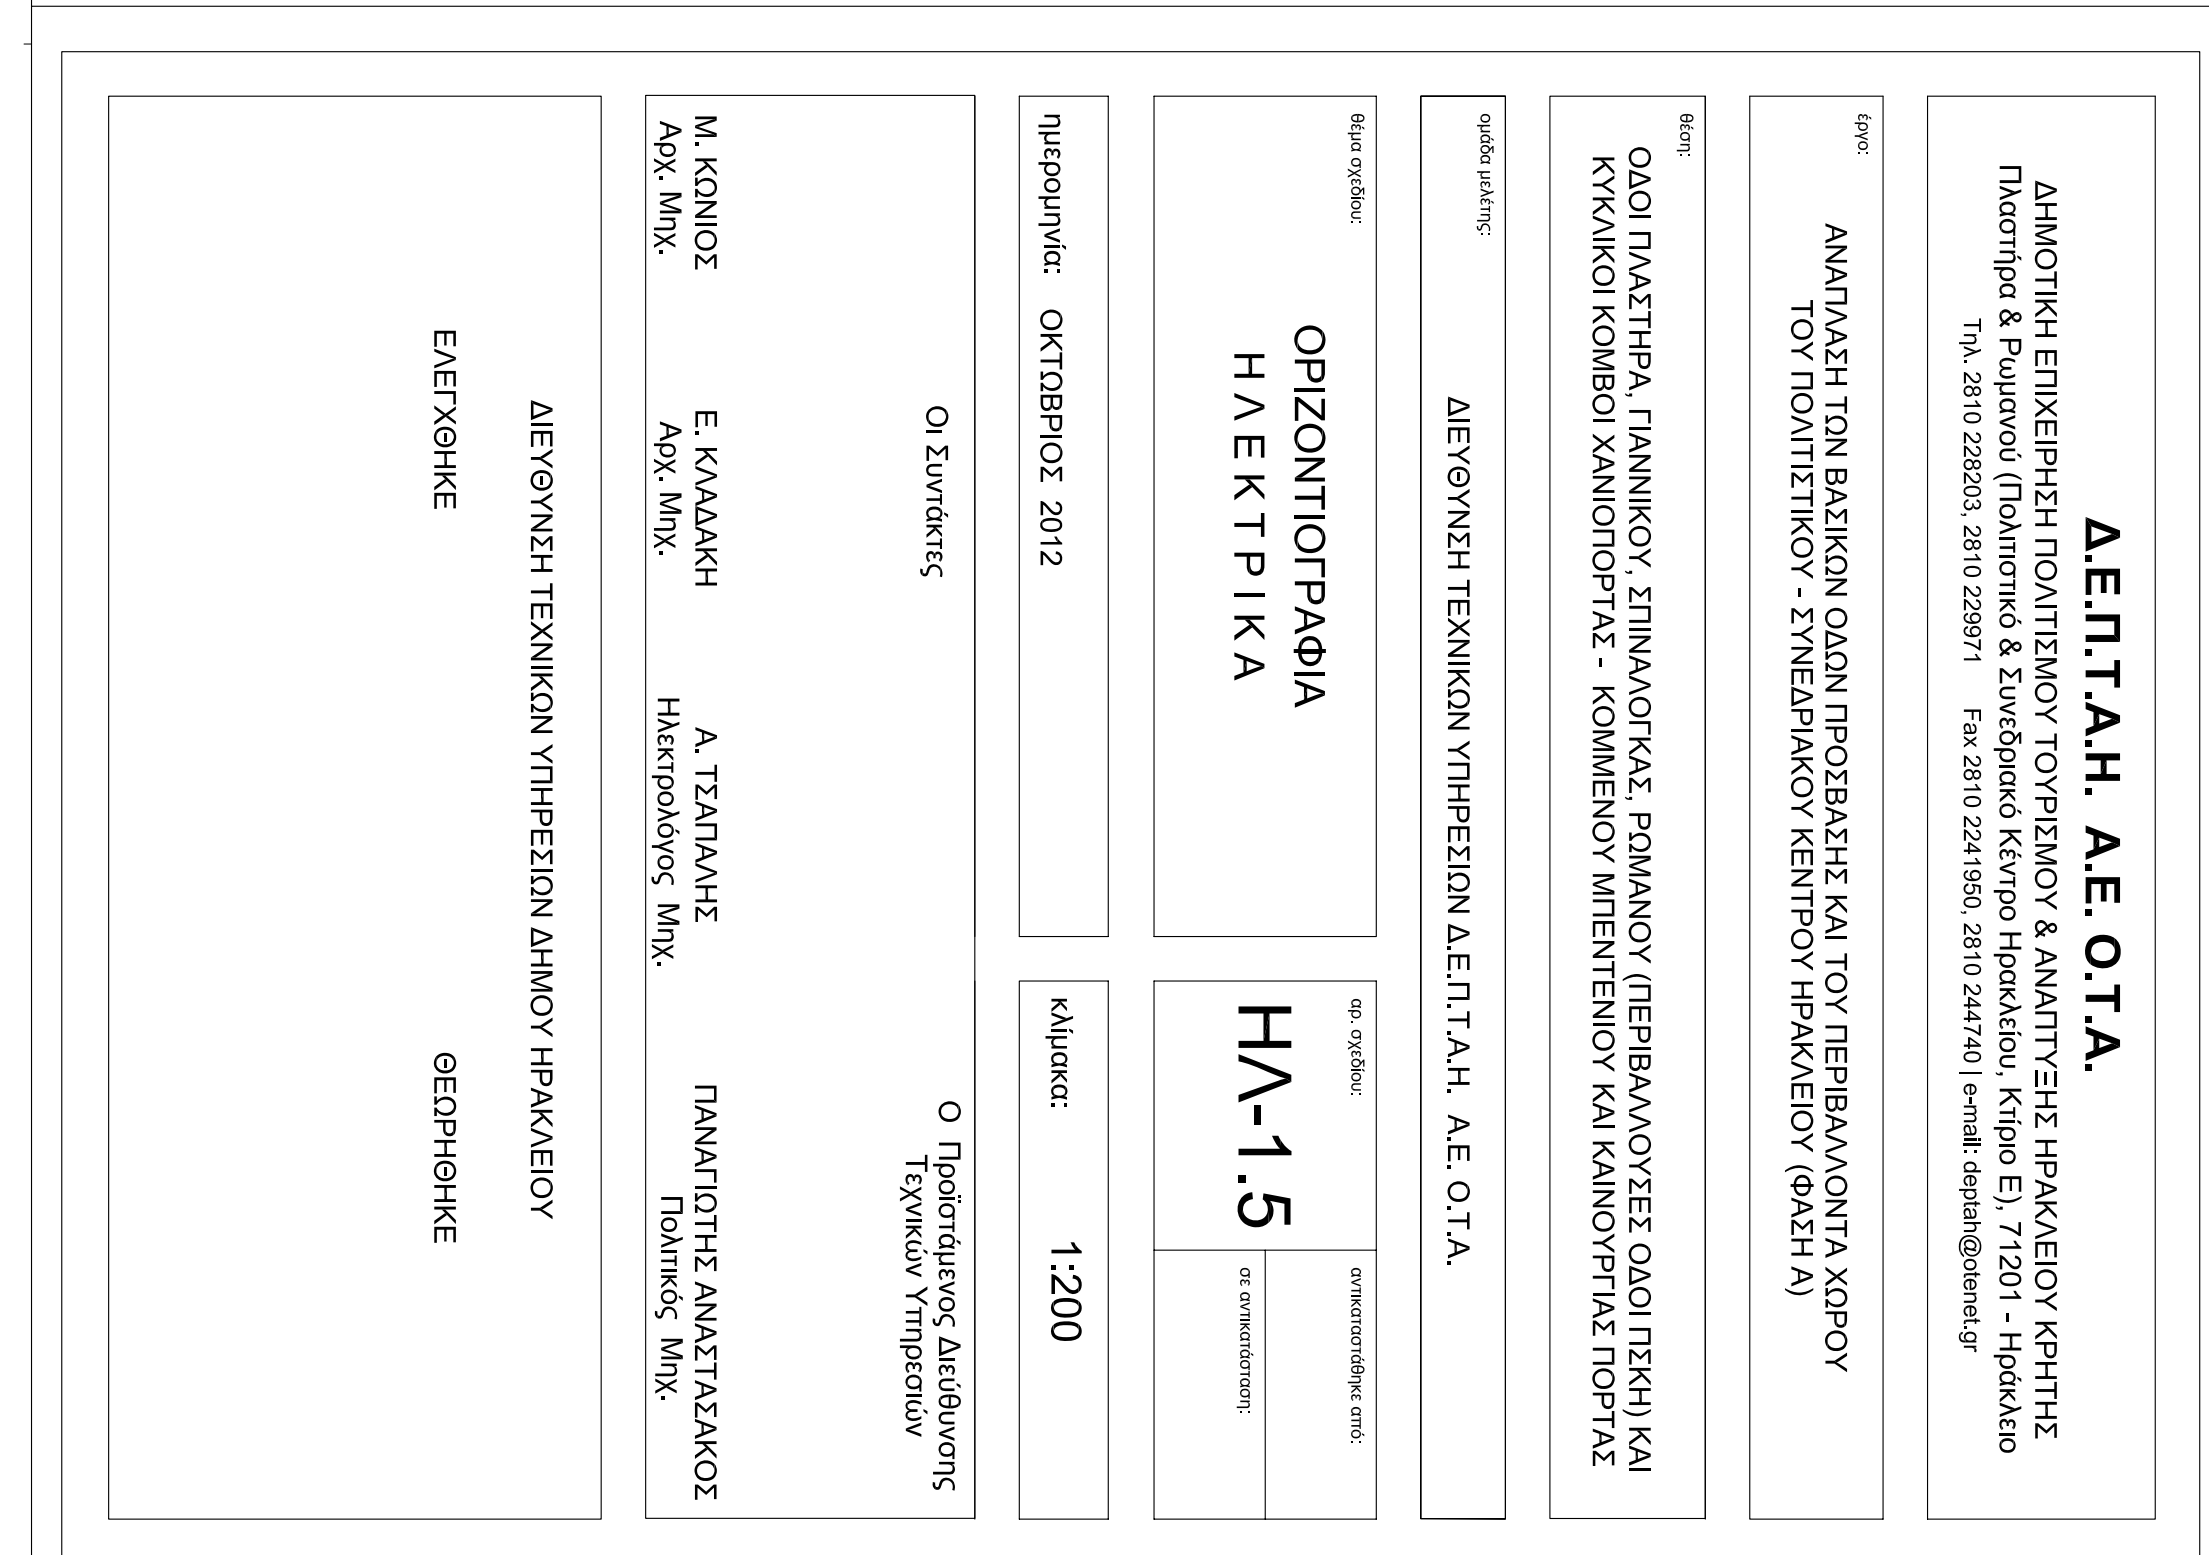 Δ.Ε.Π.Τ.Α.Η. Α.Ε. Ο.Τ.Α.
ΔΗΜΟΤΙΚΗ ΕΠΙΧΕΙΡΗΣΗ ΠΟΛΙΤΙΣΜΟΥ ΤΟΥΡΙΣΜΟΥ & ΑΝΑΠΤΥΞΗΣ ΗΡΑΚΛΕΙΟΥ ΚΡΗΤΗΣ
Πλαστήρα & Ρωμανού (Πολιτιστικό & Συνεδριακό Κέντρο Ηρακλείου, Κτίριο Ε), 71201 - Ηράκλειο
Τηλ. 2810 228203, 2810 229971 Fax 2810 2241950, 2810 244740 | e-mail: deptah@otenet.gr
έργο:
ΑΝΑΠΛΑΣΗ ΤΩΝ ΒΑΣΙΚΩΝ ΟΔΩΝ ΠΡΟΣΒΑΣΗΣ ΚΑΙ ΤΟΥ ΠΕΡΙΒΑΛΛΟΝΤΑ ΧΩΡΟΥ
ΤΟΥ ΠΟΛΙΤΙΣΤΙΚΟΥ - ΣΥΝΕΔΡΙΑΚΟΥ ΚΕΝΤΡΟΥ ΗΡΑΚΛΕΙΟΥ (ΦΑΣΗ Α)
θέση:
ΟΔΟΙ ΠΛΑΣΤΗΡΑ, ΓΙΑΝΝΙΚΟΥ, ΣΠΙΝΑΛΟΓΚΑΣ, ΡΩΜΑΝΟΥ (ΠΕΡΙΒΑΛΛΟΥΣΕΣ ΟΔΟΙ ΠΣΚΗ) ΚΑΙ
ΚΥΚΛΙΚΟΙ ΚΟΜΒΟΙ ΧΑΝΙΟΠΟΡΤΑΣ - ΚΟΜΜΕΝΟΥ ΜΠΕΝΤΕΝΙΟΥ ΚΑΙ ΚΑΙΝΟΥΡΓΙΑΣ ΠΟΡΤΑΣ
ομάδα μελέτης:
ΔΙΕΥΘΥΝΣΗ ΤΕΧΝΙΚΩΝ ΥΠΗΡΕΣΙΩΝ Δ.Ε.Π.Τ.Α.Η. Α.Ε. Ο.Τ.Α.
θέμα σχεδίου:
ΟΡΙΖΟΝΤΙΟΓΡΑΦΙΑ
Η Λ Ε Κ Τ Ρ Ι Κ Α
αρ. σχεδίου:
ΗΛ-1.5
αντικαταστάθηκε από:
σε αντικατάσταση:
ημερομηνία: ΟΚΤΩΒΡΙΟΣ 2012
κλίμακα: 1:200
Οι Συντάκτες
Ο Προϊστάμενος Διεύθυνσης
Τεχνικών Υπηρεσιών
Μ. ΚΩΝΙΟΣ Ε. ΚΛΑΔΑΚΗ Α. ΤΣΑΠΑΛΗΣ ΠΑΝΑΓΙΩΤΗΣ ΑΝΑΣΤΑΣΑΚΟΣ
Αρχ. Μηχ. Αρχ. Μηχ. Ηλεκτρολόγος Μηχ. Πολιτικός Μηχ.
ΔΙΕΥΘΥΝΣΗ ΤΕΧΝΙΚΩΝ ΥΠΗΡΕΣΙΩΝ ΔΗΜΟΥ ΗΡΑΚΛΕΙΟΥ
ΕΛΕΓΧΘΗΚΕ ΘΕΩΡΗΘΗΚΕ